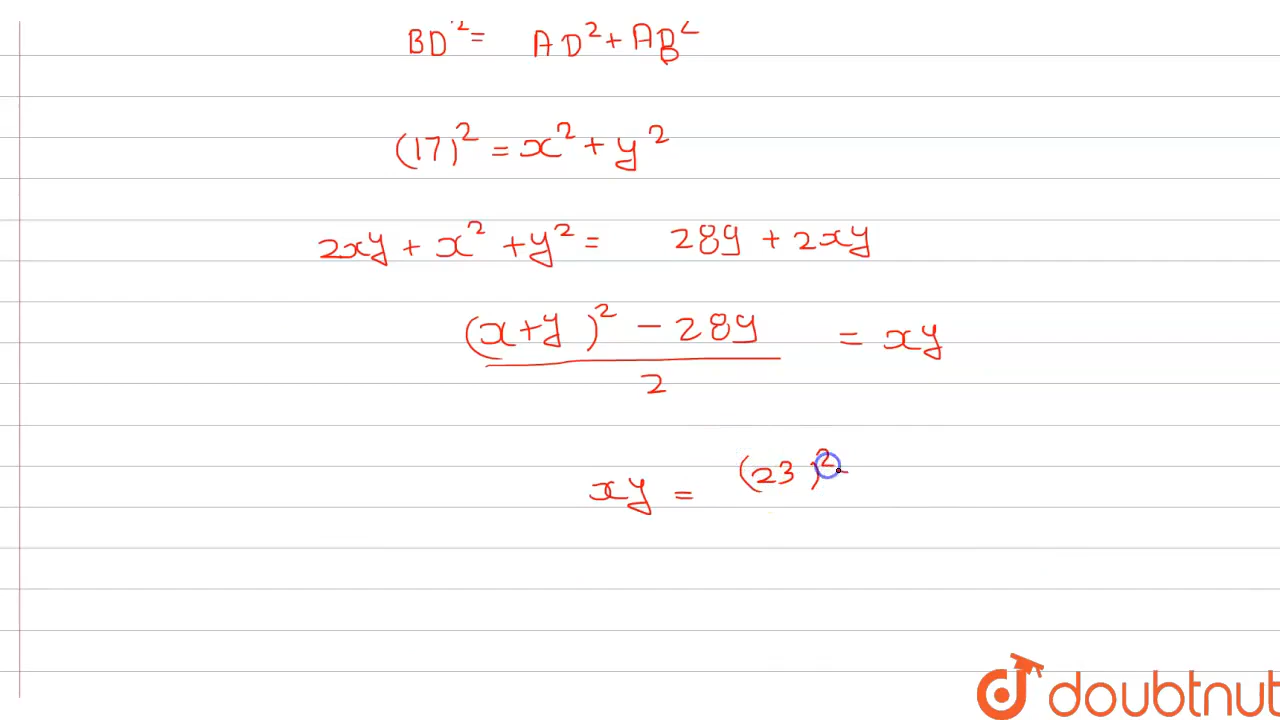 BD² = AD² + AB²
(17)² = x² + y²
2xy + x² + y² = 289 + 2xy
(x+y)² - 289 = xy
2
xy = (23)² -
doubtnut